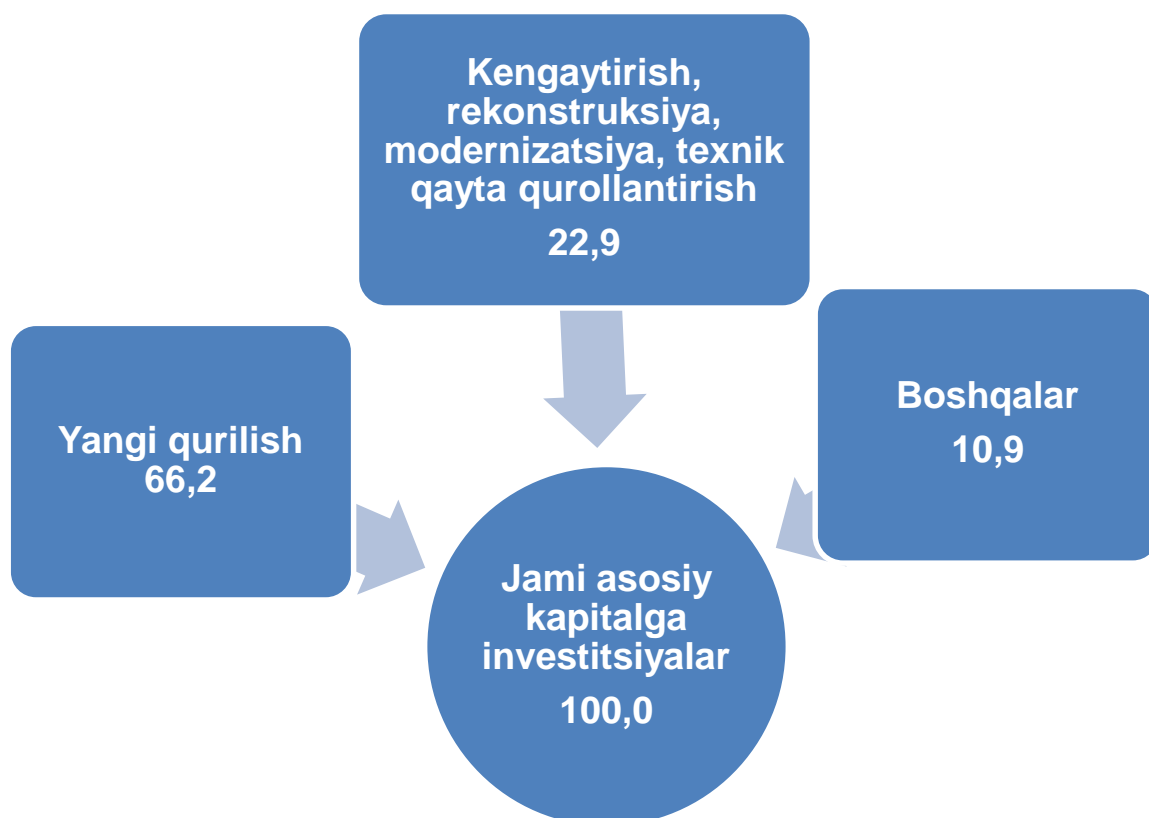 Kengaytirish,
rekonstruksiya,
modernizatsiya, texnik
qayta qurollantirish
22,9
Yangi qurilish
66,2
Boshqalar
10,9
Jami asosiy
kapitalga
investitsiyalar
100,0